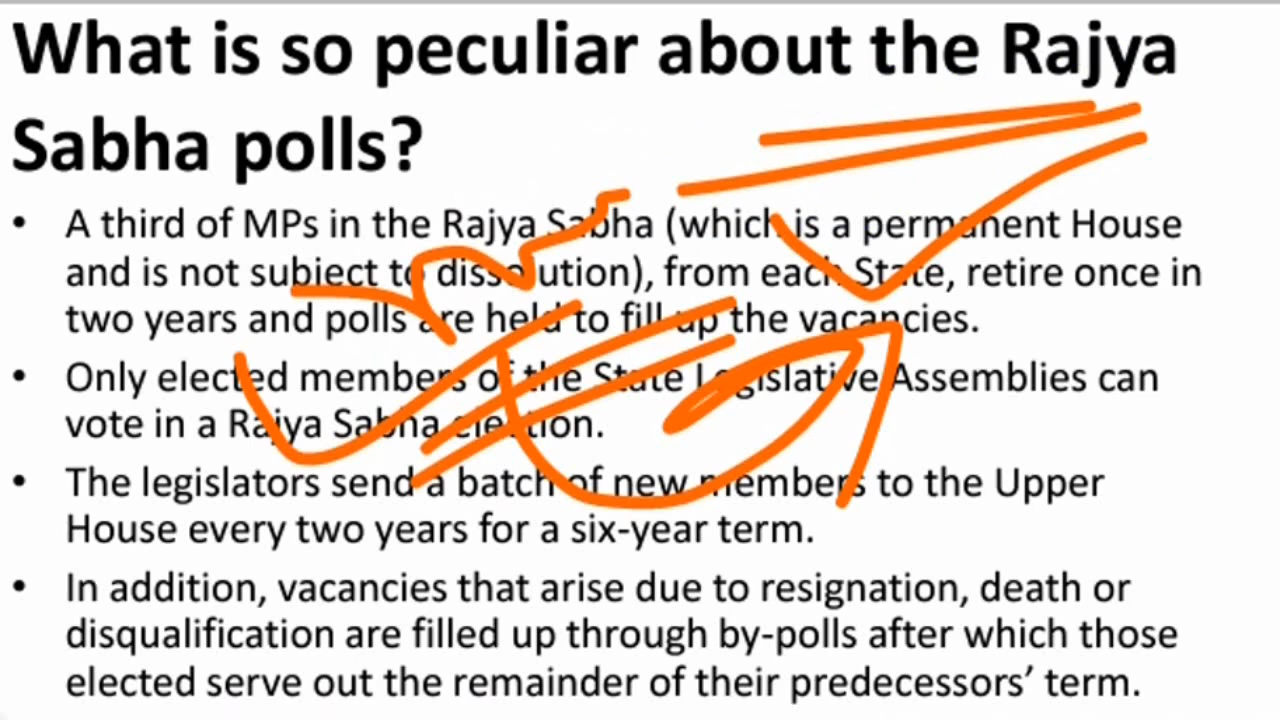 What is so peculiar about the Rajya
Sabha polls?
• A third of MPs in the Rajya Sabha (which is a permanent House
and is not subject to dissolution), from each State, retire once in
two years and polls are held to fill up the vacancies.
• Only elected members of the State Legislative Assemblies can
vote in a Rajya Sabha election.
• The legislators send a batch of new members to the Upper
House every two years for a six-year term.
• In addition, vacancies that arise due to resignation, death or
disqualification are filled up through by-polls after which those
elected serve out the remainder of their predecessors’ term.